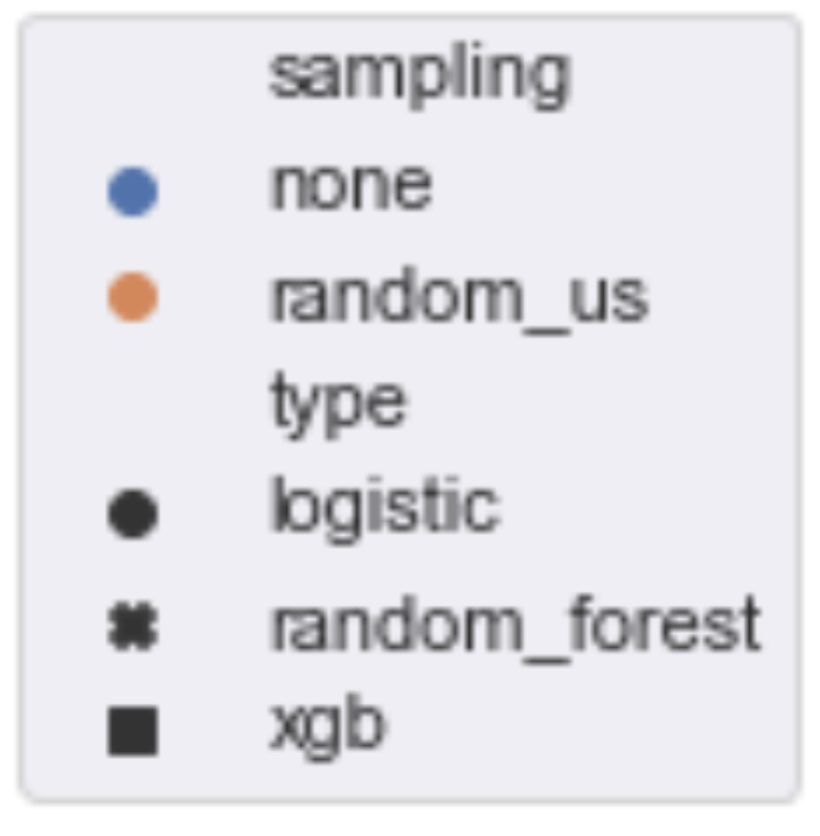 sampling
none
random_us
type
logistic
random_forest
xgb